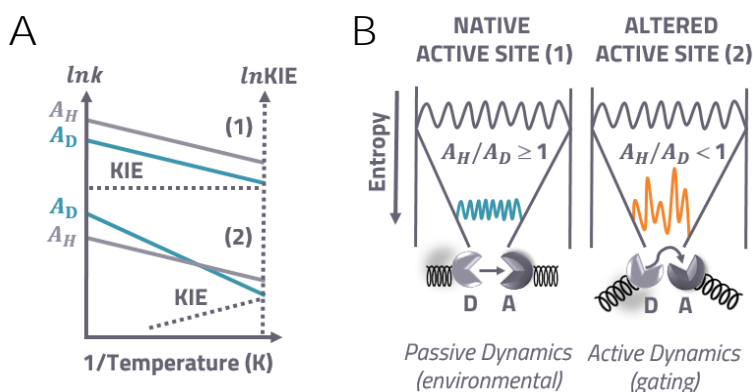 A
lnk
lnKIE
A_H
A_D
(1)
KIE
A_D
A_H
(2)
KIE
1/Temperature (K)
B
NATIVE
ACTIVE SITE (1)
ALTERED
ACTIVE SITE (2)
Entropy
A_H/A_D ≥ 1
A_H/A_D < 1
D A
D A
Passive Dynamics
(environmental)
Active Dynamics
(gating)